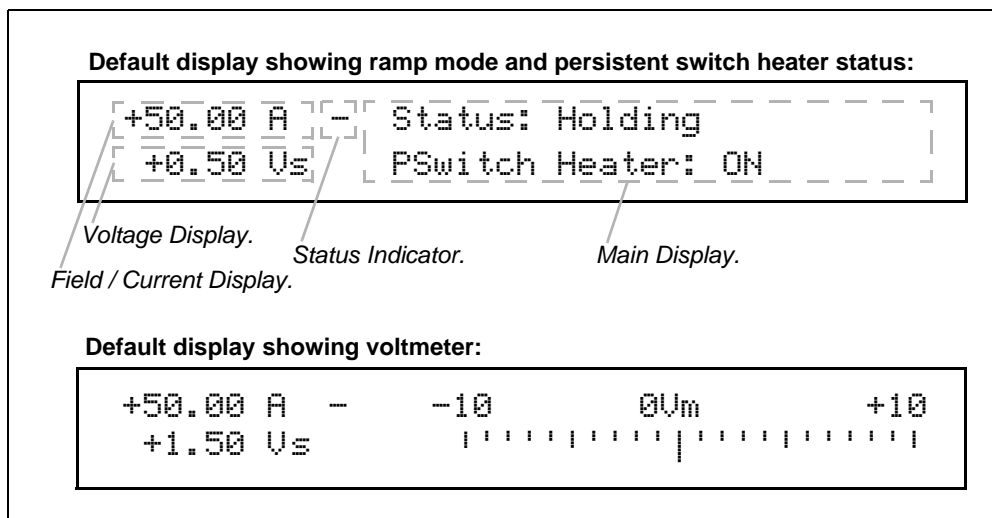 Default display showing ramp mode and persistent switch heater status:
+50.00 A – Status: Holding
+0.50 Vs PSwitch Heater: ON
Voltage Display.
Status Indicator.
Main Display.
Field / Current Display.
Default display showing voltmeter:
+50.00 A – -10 0Vm +10
+1.50 Vs